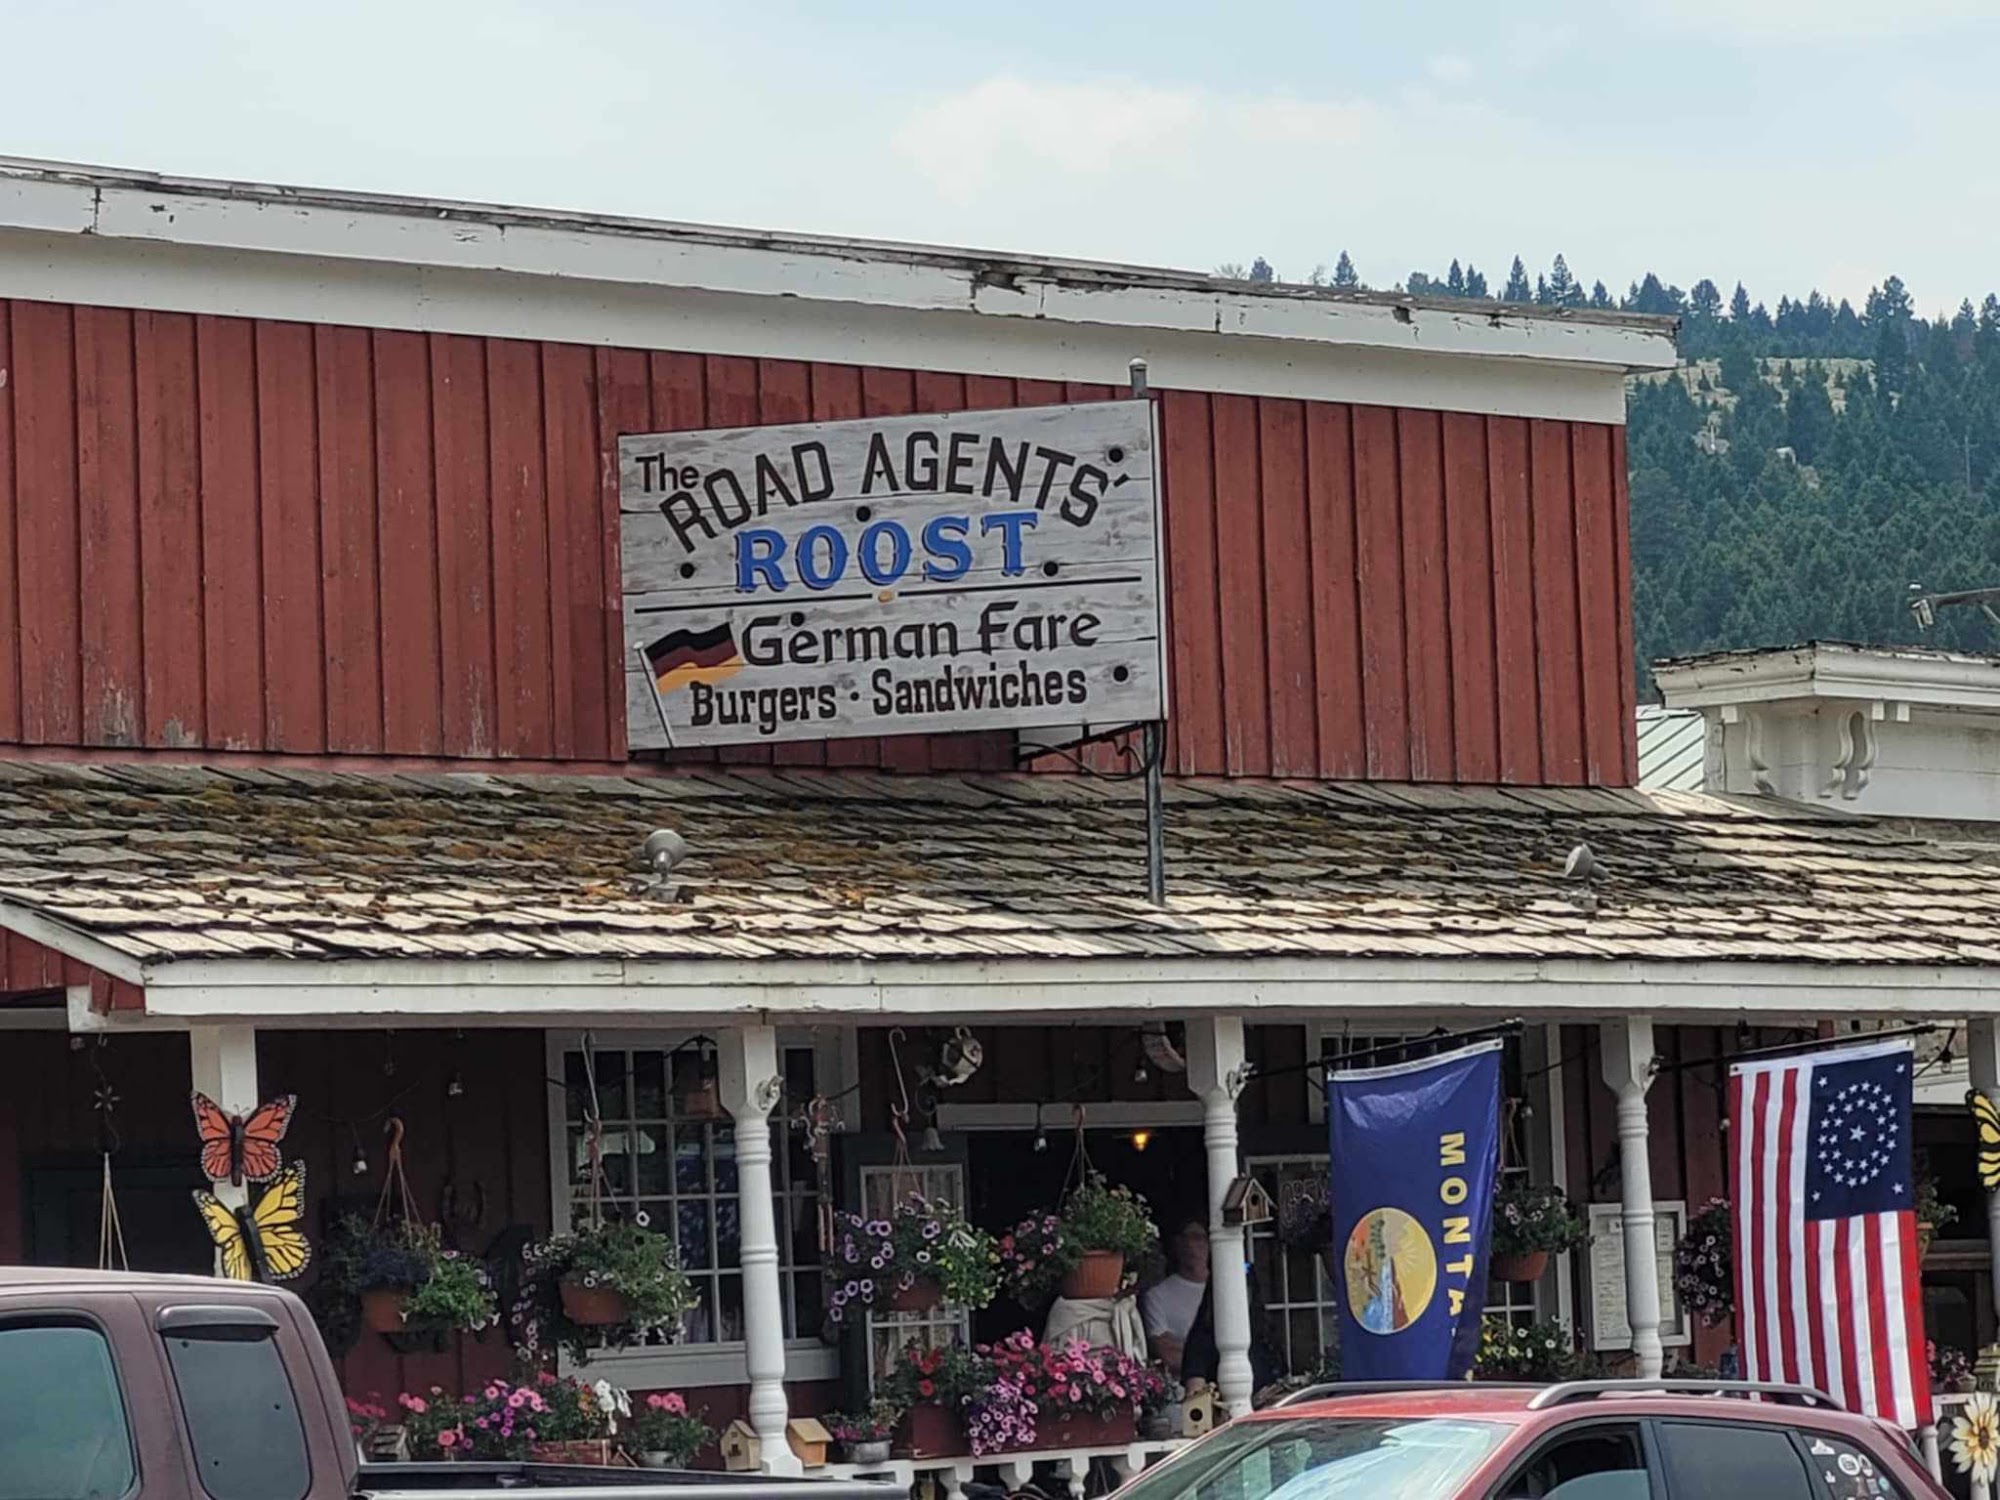 The
ROAD AGENTS'
ROOST
German Fare
Burgers · Sandwiches
MONTA